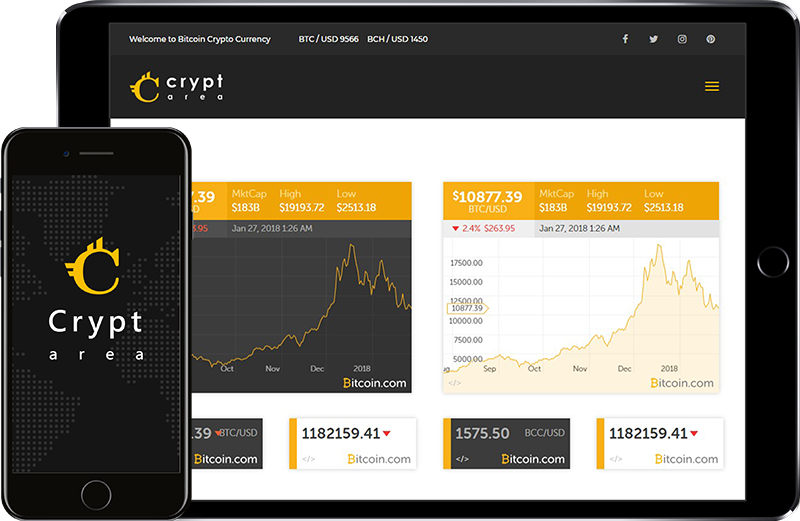 Welcome to Bitcoin Crypto Currency BTC / USD 9566 BCH / USD 1450
crypt
area
Crypt
area
.39 MktCap High Low
$183B $19193.72 $2513.18
.95 Jan 27, 2018 1:26 AM
Oct Nov Dec 2018
Bitcoin.com
$10877.39 MktCap High Low
BTC/USD $183B $19193.72 $2513.18
2.4% $263.95 Jan 27, 2018 1:26 AM
17500.00
15000.00
12500.00
10877.39
10000.00
7500.00
5000.00
Sep Oct Nov Dec 2018
</> Bitcoin.com
.39 BTC/USD
Bitcoin.com
1182159.41
</> Bitcoin.com
1575.50 BCC/USD
</> Bitcoin.com
1182159.41
</> Bitcoin.com